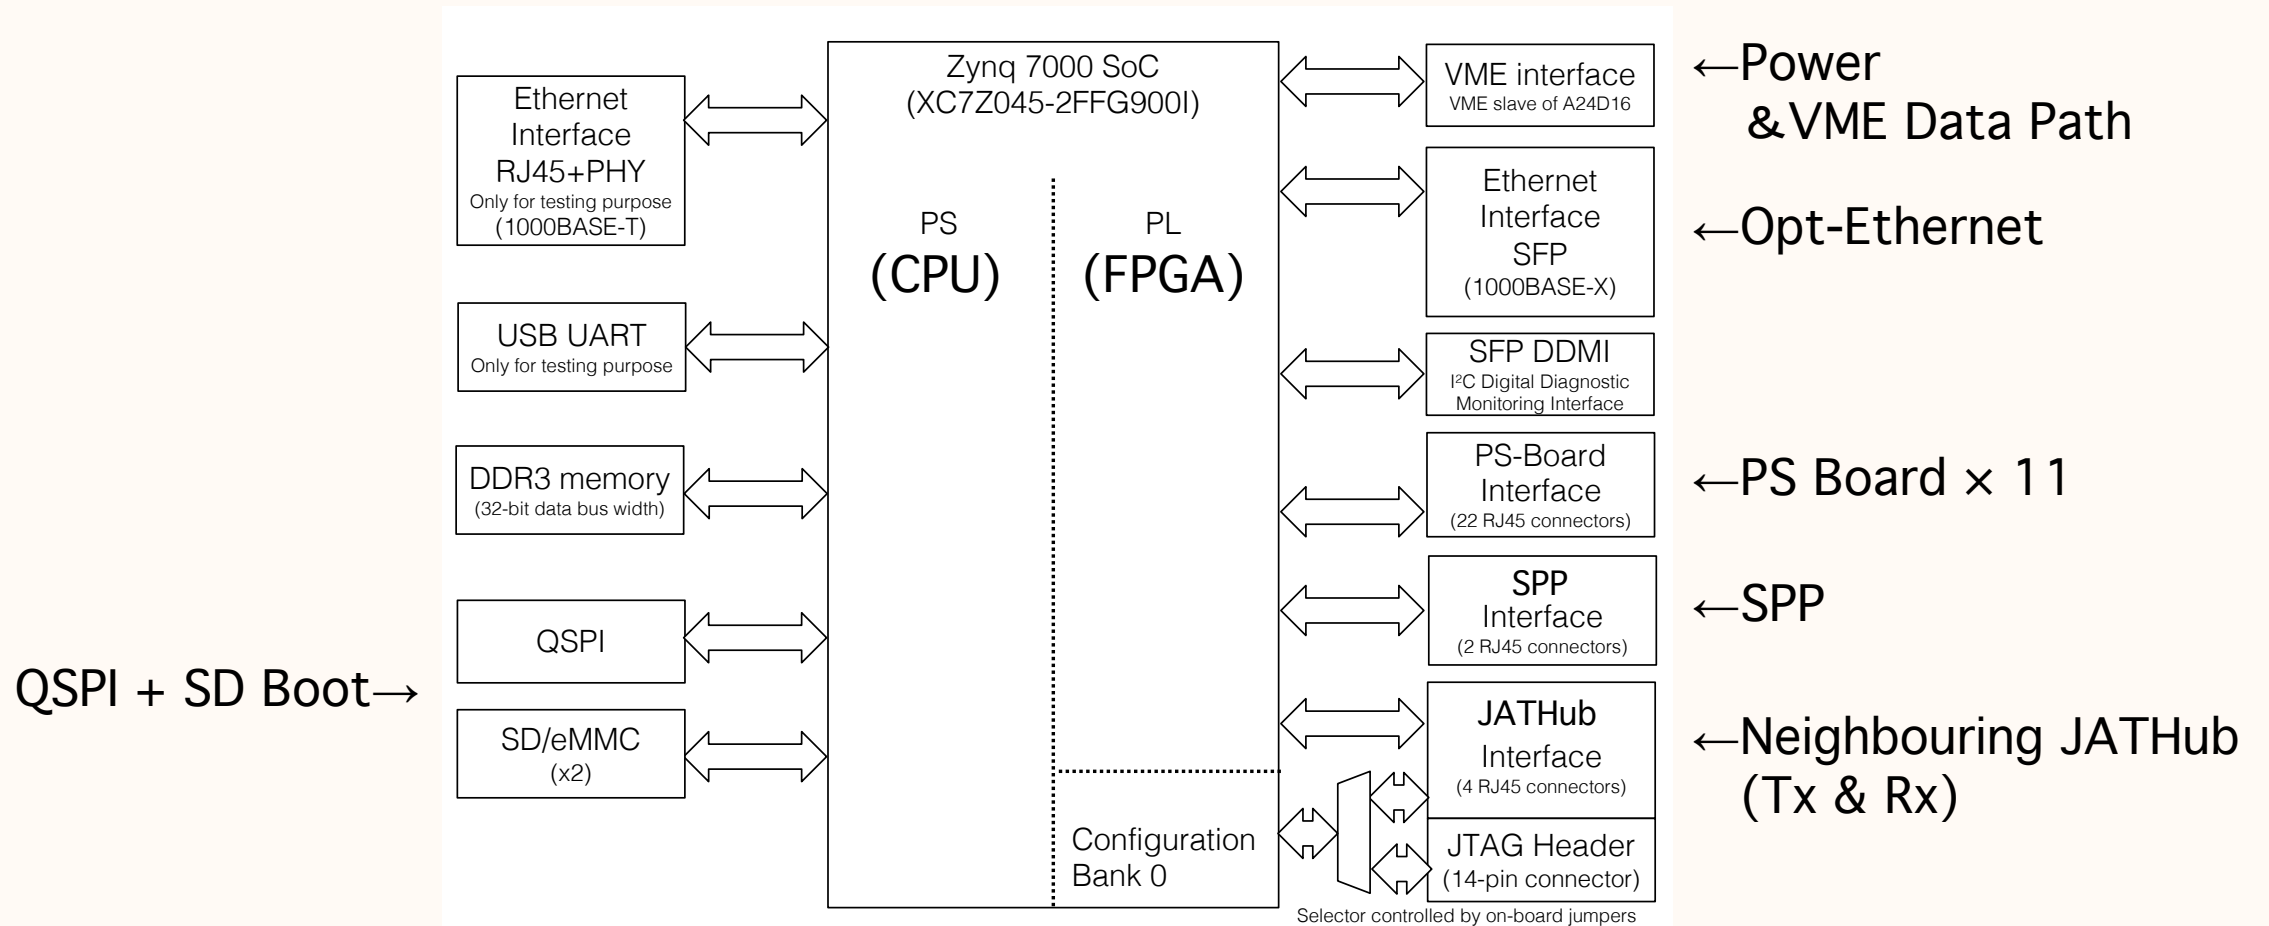 Zynq 7000 SoC
(XC7Z045-2FFG900I)
PS
(CPU)
PL
(FPGA)
Configuration
Bank 0
Ethernet
Interface
RJ45+PHY
Only for testing purpose
(1000BASE-T)
USB UART
Only for testing purpose
DDR3 memory
(32-bit data bus width)
QSPI
SD/eMMC
(x2)
QSPI + SD Boot→
VME interface
VME slave of A24D16
Ethernet
Interface
SFP
(1000BASE-X)
SFP DDMI
I²C Digital Diagnostic
Monitoring Interface
PS-Board
Interface
(22 RJ45 connectors)
SPP
Interface
(2 RJ45 connectors)
JATHub
Interface
(4 RJ45 connectors)
JTAG Header
(14-pin connector)
Selector controlled by on-board jumpers
←Power
&VME Data Path
←Opt-Ethernet
←PS Board × 11
←SPP
←Neighbouring JATHub
(Tx & Rx)